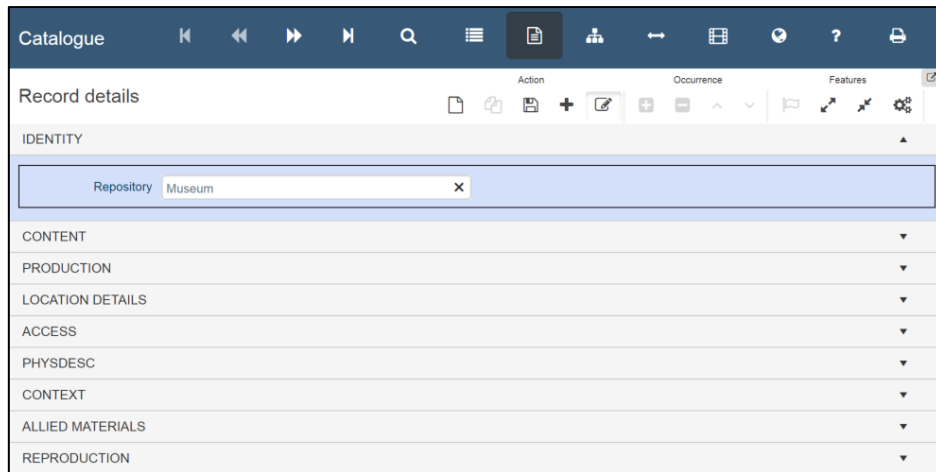 Catalogue
?
Action
Occurrence
Features
Record details
IDENTITY
Repository Museum
CONTENT
PRODUCTION
LOCATION DETAILS
ACCESS
PHYSDESC
CONTEXT
ALLIED MATERIALS
REPRODUCTION